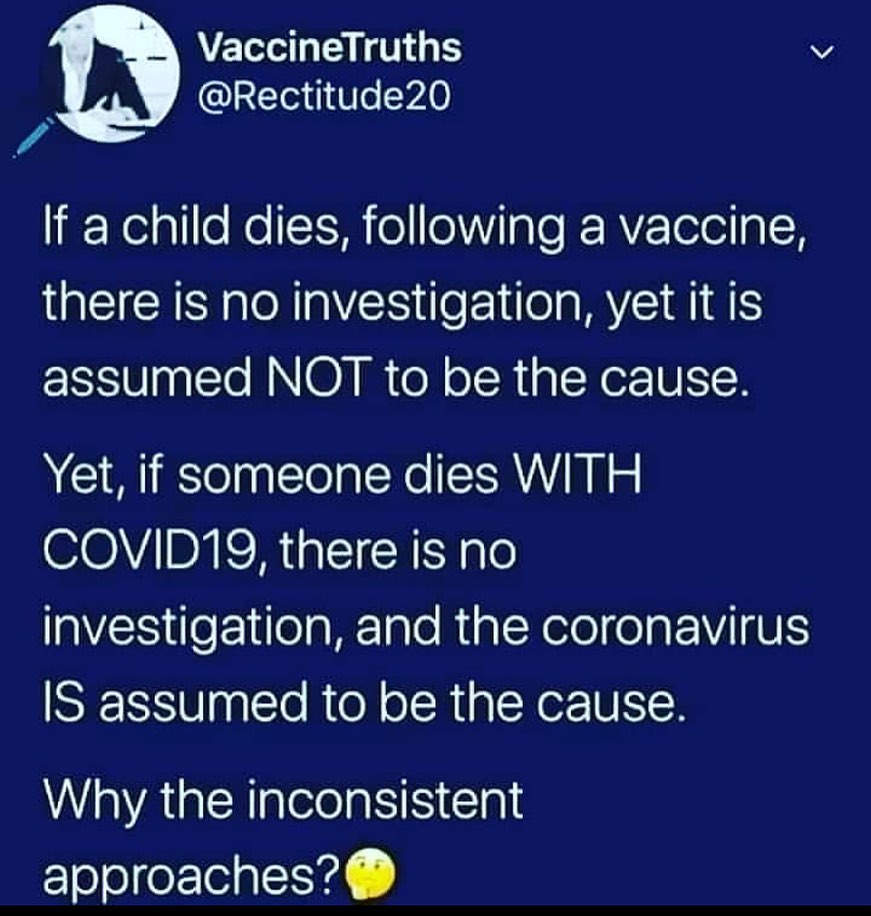 VaccineTruths
@Rectitude20
If a child dies, following a vaccine,
there is no investigation, yet it is
assumed NOT to be the cause.
Yet, if someone dies WITH
COVID19, there is no
investigation, and the coronavirus
IS assumed to be the cause.
Why the inconsistent
approaches?🤔